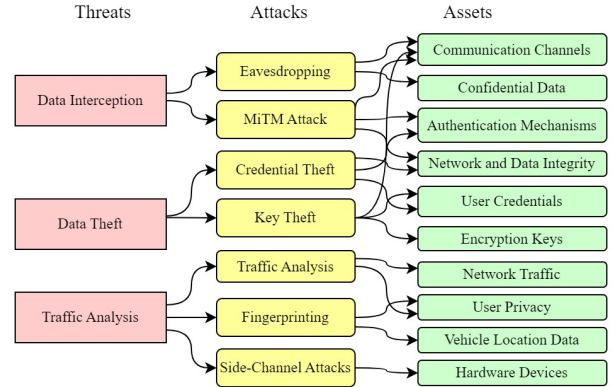 Threats
Attacks
Assets
Data Interception
Data Theft
Traffic Analysis
Eavesdropping
MiTM Attack
Credential Theft
Key Theft
Traffic Analysis
Fingerprinting
Side-Channel Attacks
Communication Channels
Confidential Data
Authentication Mechanisms
Network and Data Integrity
User Credentials
Encryption Keys
Network Traffic
User Privacy
Vehicle Location Data
Hardware Devices